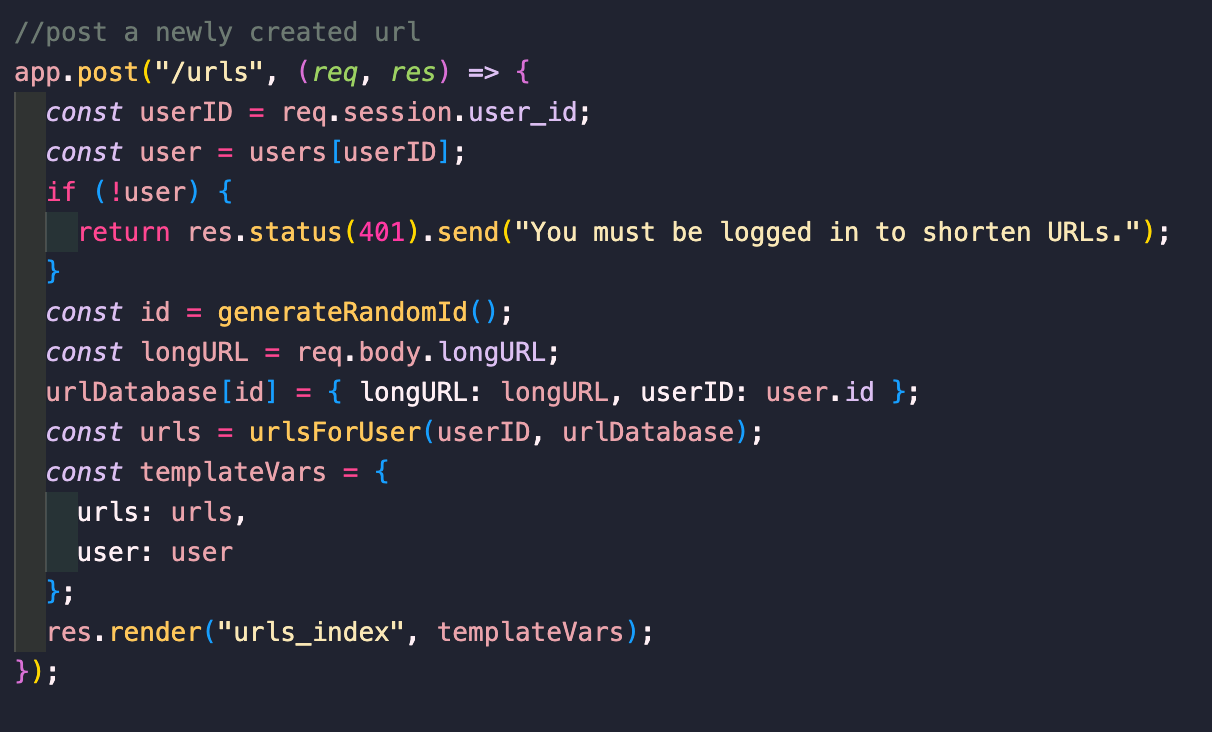 //post a newly created url
app.post("/urls", (req, res) => {
  const userID = req.session.user_id;
  const user = users[userID];
  if (!user) {
    return res.status(401).send("You must be logged in to shorten URLs.");
  }
  const id = generateRandomId();
  const longURL = req.body.longURL;
  urlDatabase[id] = { longURL: longURL, userID: user.id };
  const urls = urlsForUser(userID, urlDatabase);
  const templateVars = {
    urls: urls,
    user: user
  };
  res.render("urls_index", templateVars);
});